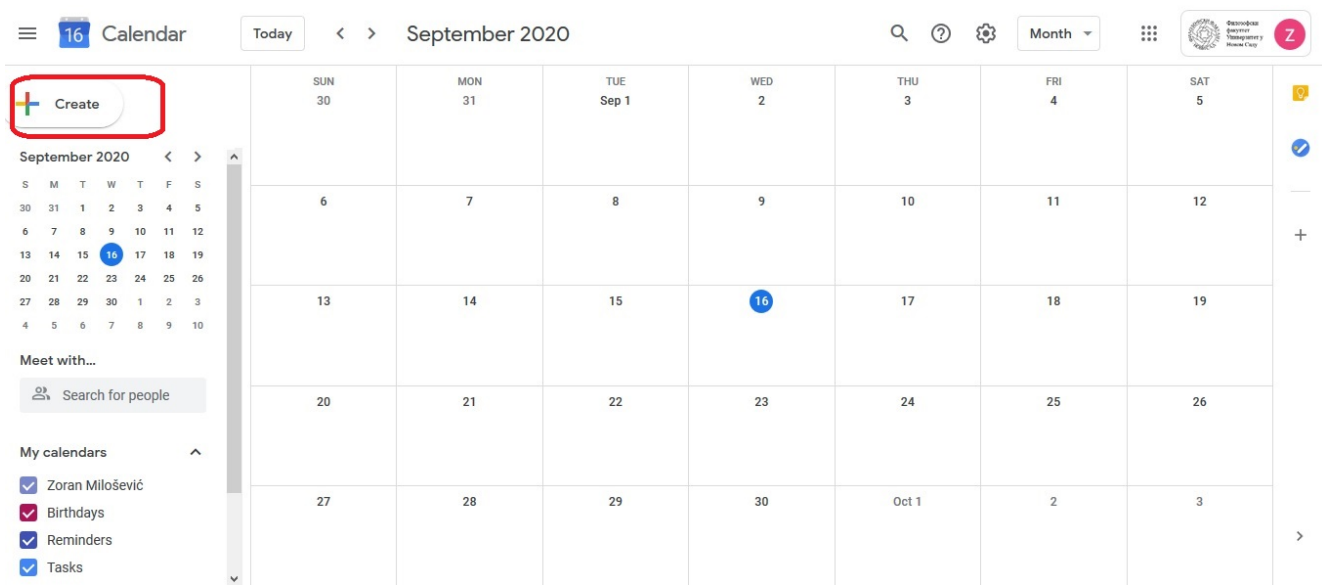 16 Calendar
Today
September 2020
Month
Филозофски
факултет
Универзитет у
Новом Саду
Z
Create
September 2020
S M T W T F S
30 31 1 2 3 4 5
6 7 8 9 10 11 12
13 14 15 16 17 18 19
20 21 22 23 24 25 26
27 28 29 30 1 2 3
4 5 6 7 8 9 10
Meet with...
Search for people
My calendars
Zoran Milošević
Birthdays
Reminders
Tasks
SUN MON TUE WED THU FRI SAT
30 31 Sep 1 2 3 4 5
6 7 8 9 10 11 12
13 14 15 16 17 18 19
20 21 22 23 24 25 26
27 28 29 30 Oct 1 2 3